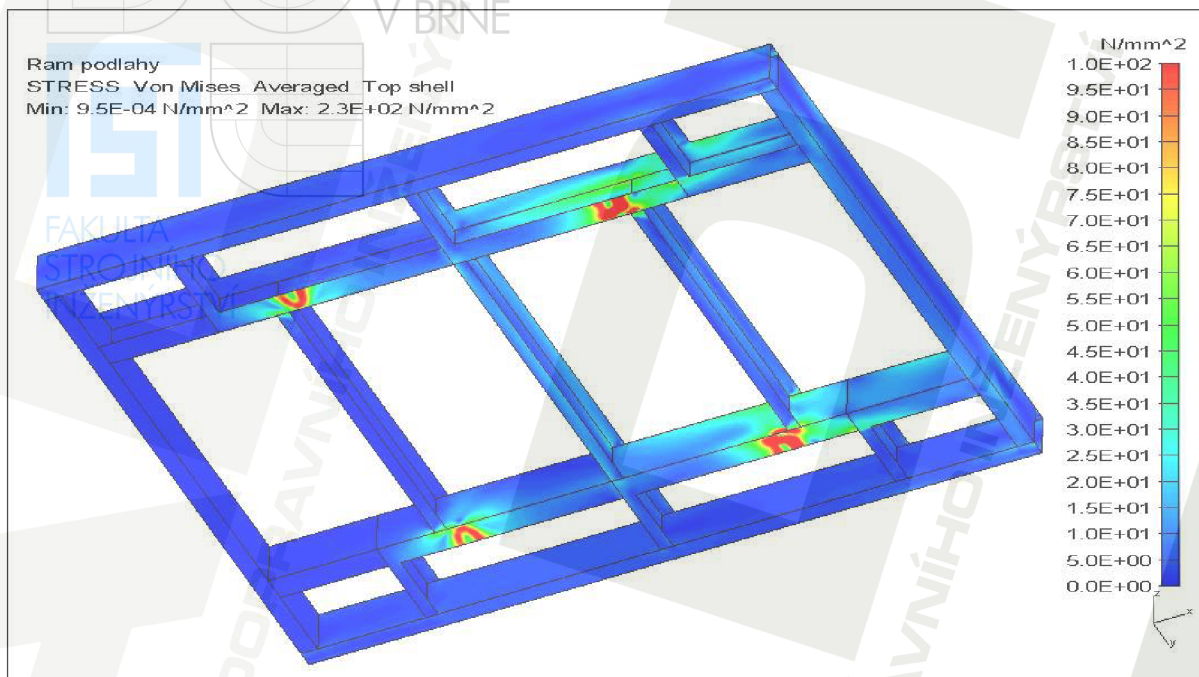 V BRNĚ
Ram podlahy
STRESS Von Mises Averaged Top shell
Min: 9.5E-04 N/mm^2 Max: 2.3E+02 N/mm^2
FAKULTA
STROJNÍHO
INŽENÝRSTVÍ
N/mm^2
1.0E+02
9.5E+01
9.0E+01
8.5E+01
8.0E+01
7.5E+01
7.0E+01
6.5E+01
6.0E+01
5.5E+01
5.0E+01
4.5E+01
4.0E+01
3.5E+01
3.0E+01
2.5E+01
2.0E+01
1.5E+01
1.0E+01
5.0E+00
0.0E+00
z
x
y